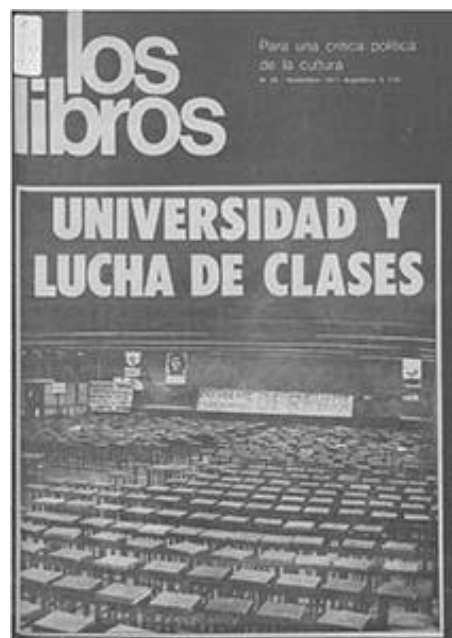 los
libros
Para una crítica política
de la cultura
UNIVERSIDAD Y
LUCHA DE CLASES